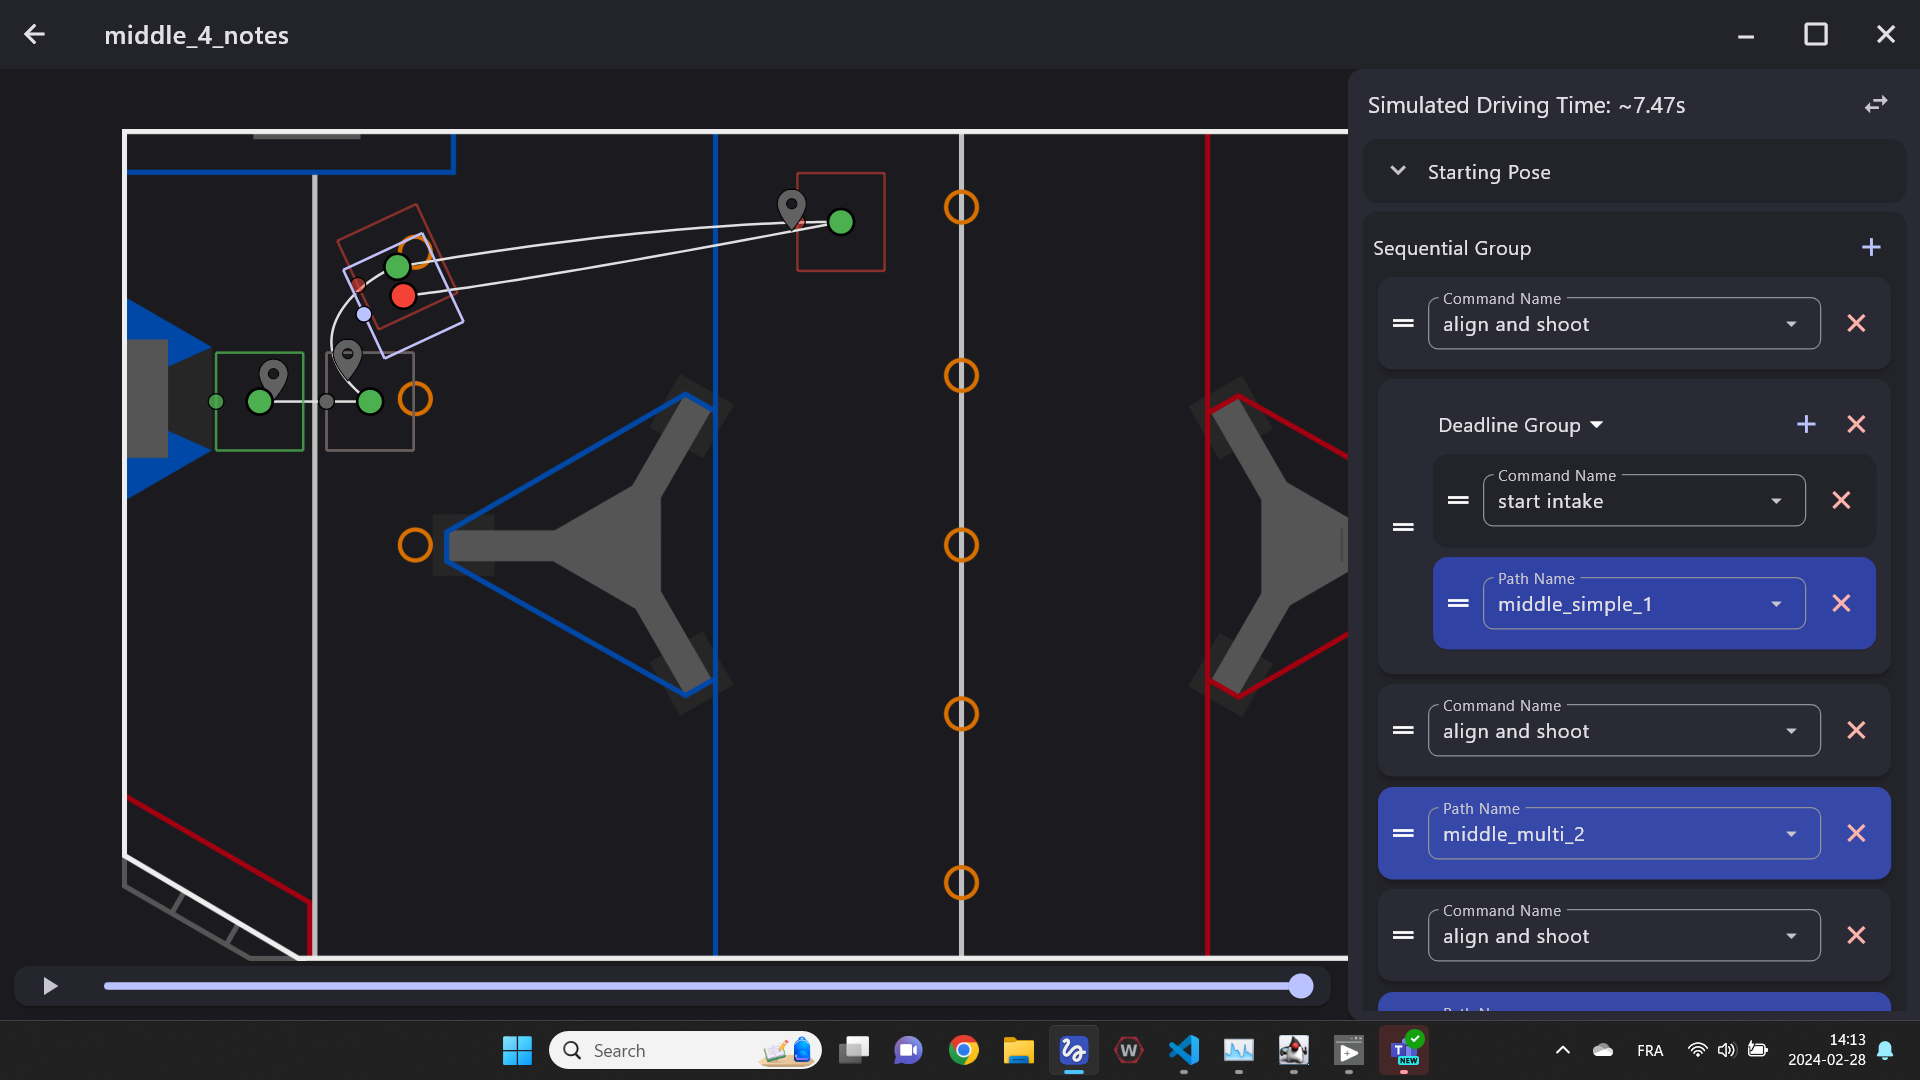 middle_4_notes
Simulated Driving Time: ~7.47s
Starting Pose
Sequential Group
Command Name
align and shoot
Deadline Group
Command Name
start intake
Path Name
middle_simple_1
Command Name
align and shoot
Path Name
middle_multi_2
Command Name
align and shoot
Search
W
T
NEW
FRA
14:13
2024-02-28